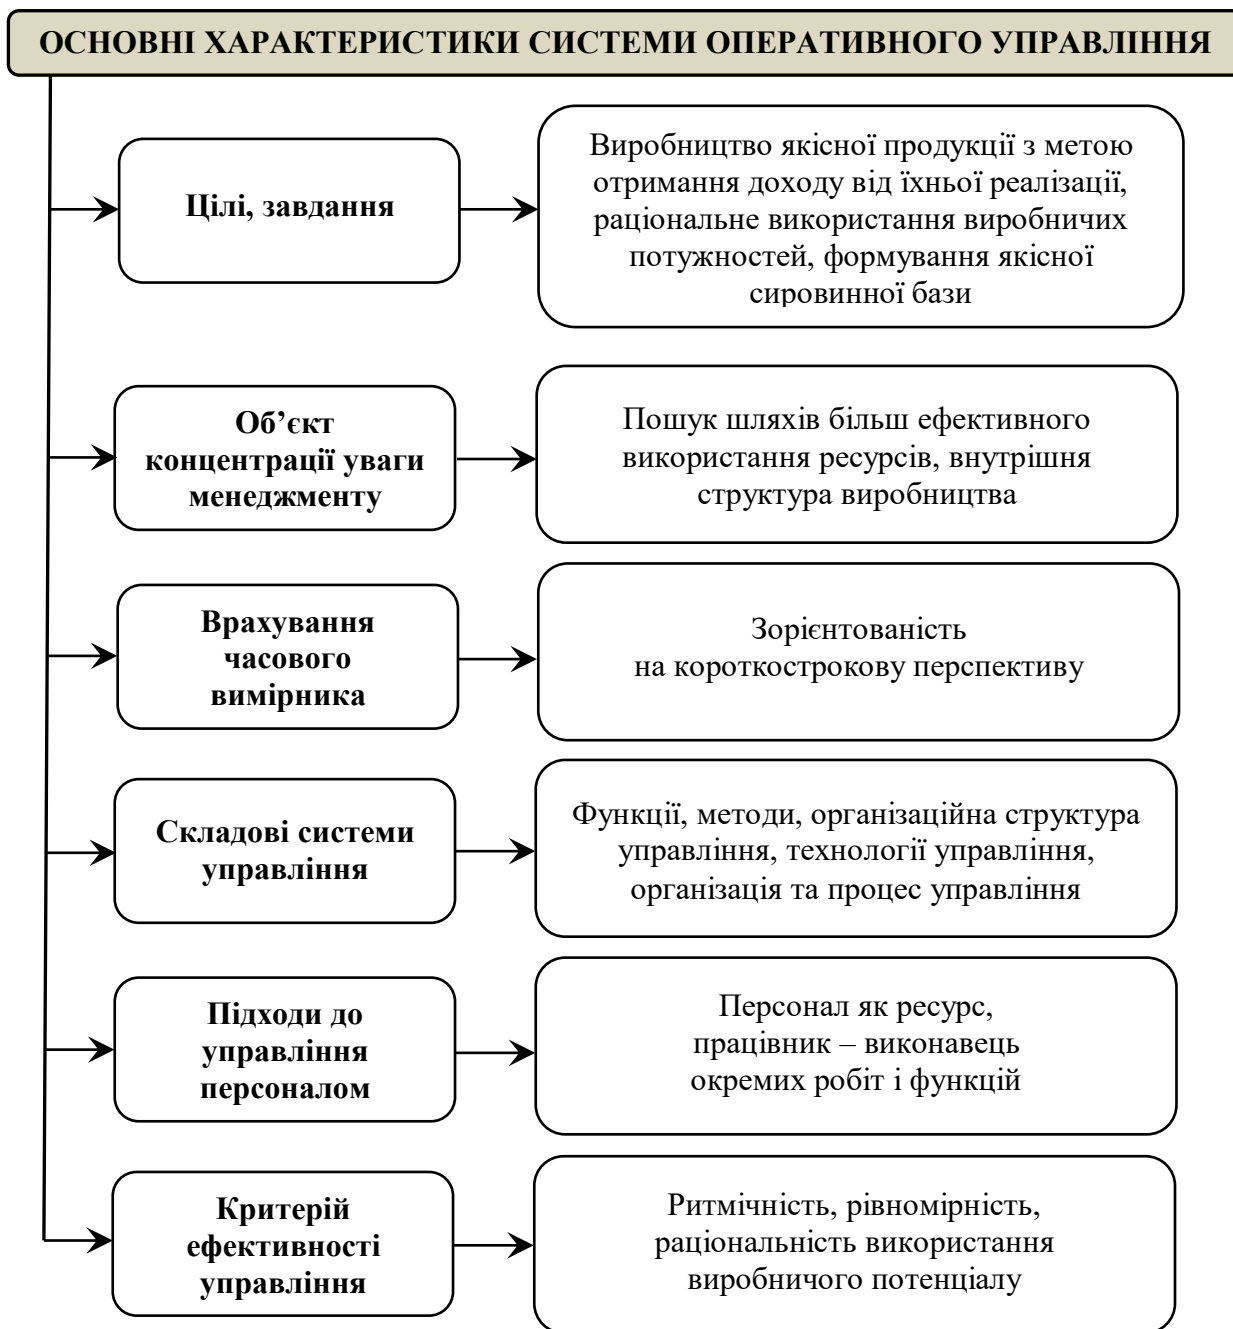 ОСНОВНІ ХАРАКТЕРИСТИКИ СИСТЕМИ ОПЕРАТИВНОГО УПРАВЛІННЯ
Цілі, завдання
Виробництво якісної продукції з метою
отримання доходу від їхньої реалізації,
раціональне використання виробничих
потужностей, формування якісної
сировинної бази
Об’єкт
концентрації уваги
менеджменту
Пошук шляхів більш ефективного
використання ресурсів, внутрішня
структура виробництва
Врахування
часового
вимірника
Зорієнтованість
на короткострокову перспективу
Складові системи
управління
Функції, методи, організаційна структура
управління, технології управління,
організація та процес управління
Підходи до
управління
персоналом
Персонал як ресурс,
працівник – виконавець
окремих робіт і функцій
Критерій
ефективності
управління
Ритмічність, рівномірність,
раціональність використання
виробничого потенціалу